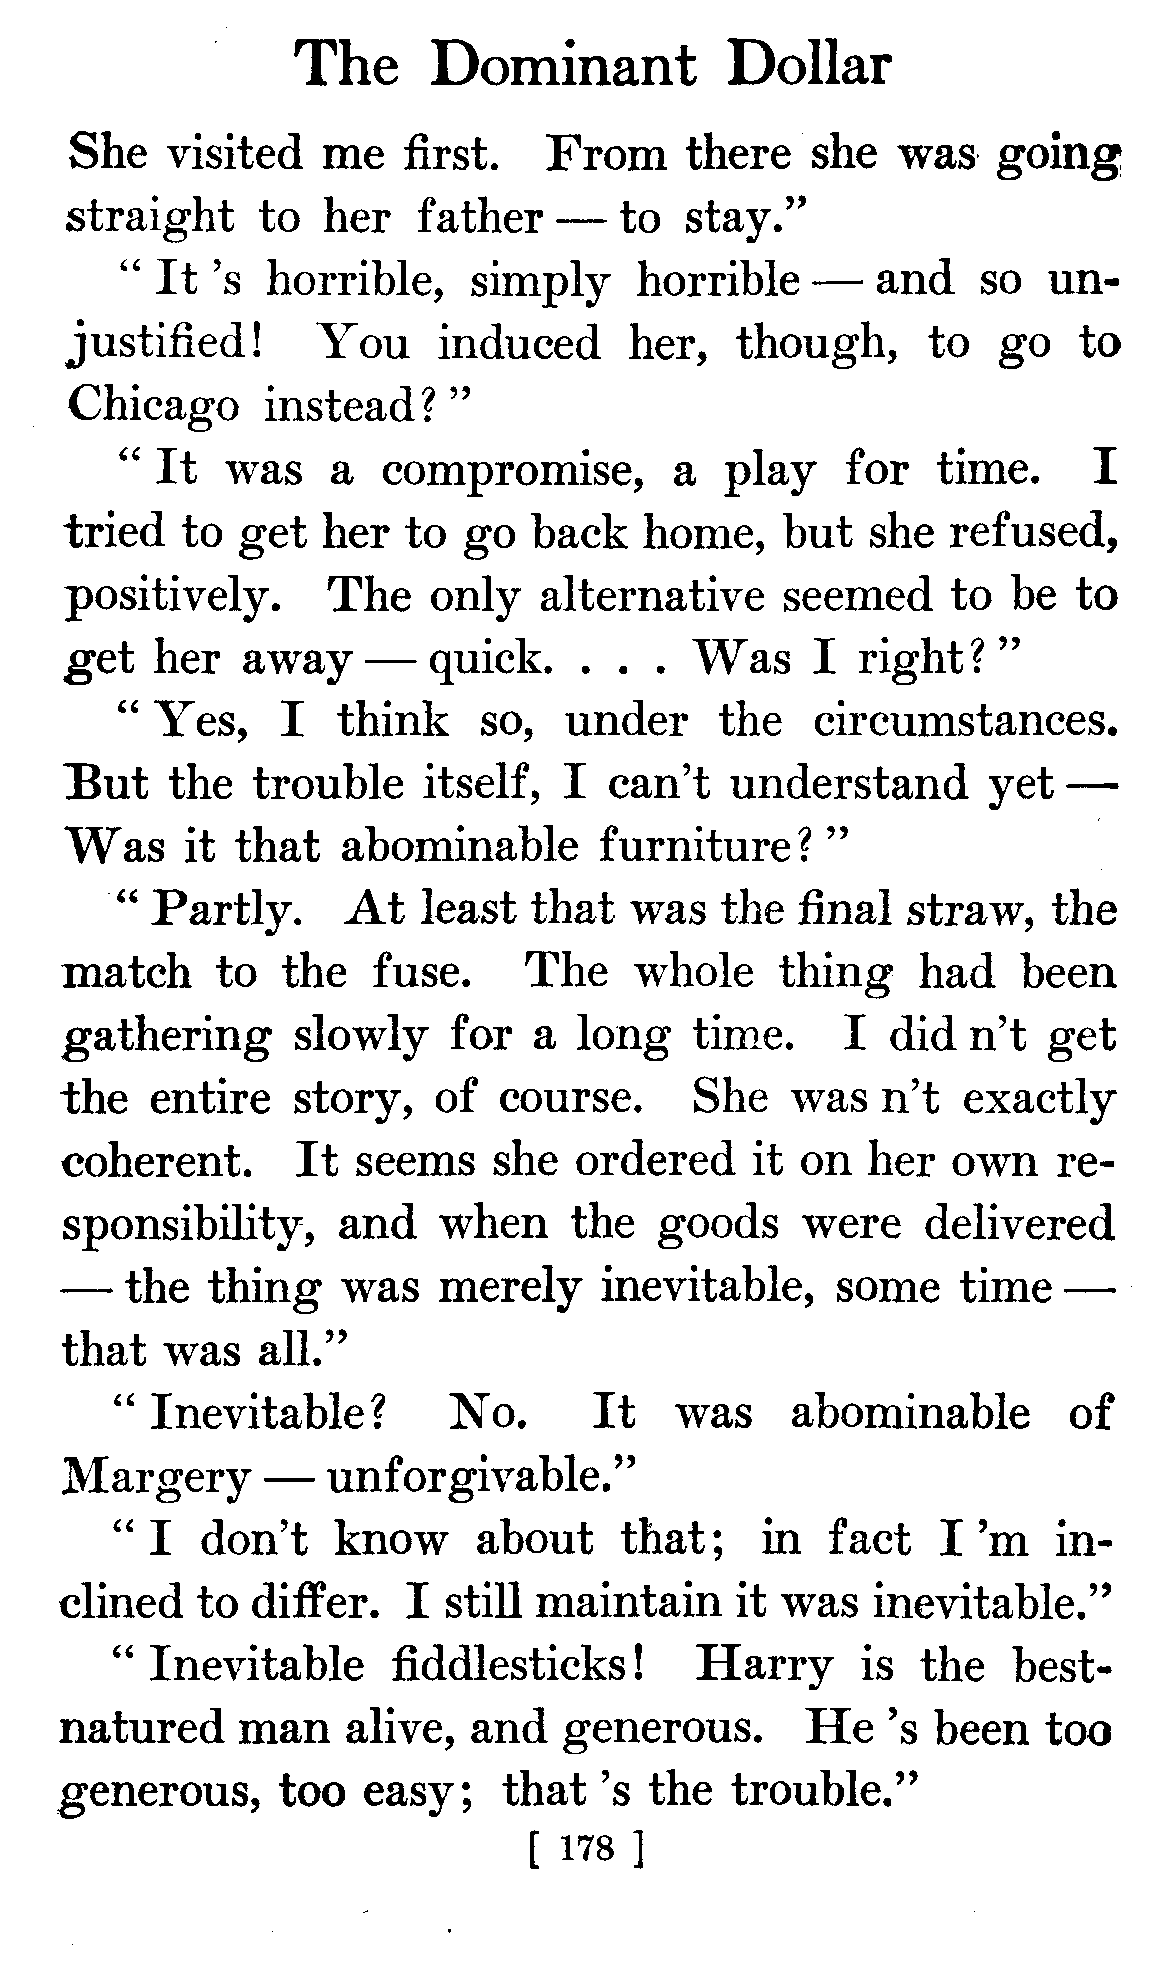 The Dominant Dollar
She visited me first. From there she was going
straight to her father — to stay.”
“ It ’s horrible, simply horrible — and so un-
justified! You induced her, though, to go to
Chicago instead? ”
“ It was a compromise, a play for time. I
tried to get her to go back home, but she refused,
positively. The only alternative seemed to be to
get her away — quick. . . . Was I right? ”
“ Yes, I think so, under the circumstances.
But the trouble itself, I can’t understand yet —
Was it that abominable furniture? ”
“ Partly. At least that was the final straw, the
match to the fuse. The whole thing had been
gathering slowly for a long time. I did n’t get
the entire story, of course. She was n’t exactly
coherent. It seems she ordered it on her own re-
sponsibility, and when the goods were delivered
— the thing was merely inevitable, some time —
that was all.”
“ Inevitable? No. It was abominable of
Margery — unforgivable.”
“ I don’t know about that; in fact I ’m in-
clined to differ. I still maintain it was inevitable.”
“ Inevitable fiddlesticks! Harry is the best-
natured man alive, and generous. He ’s been too
generous, too easy; that ’s the trouble.”
[ 178 ]